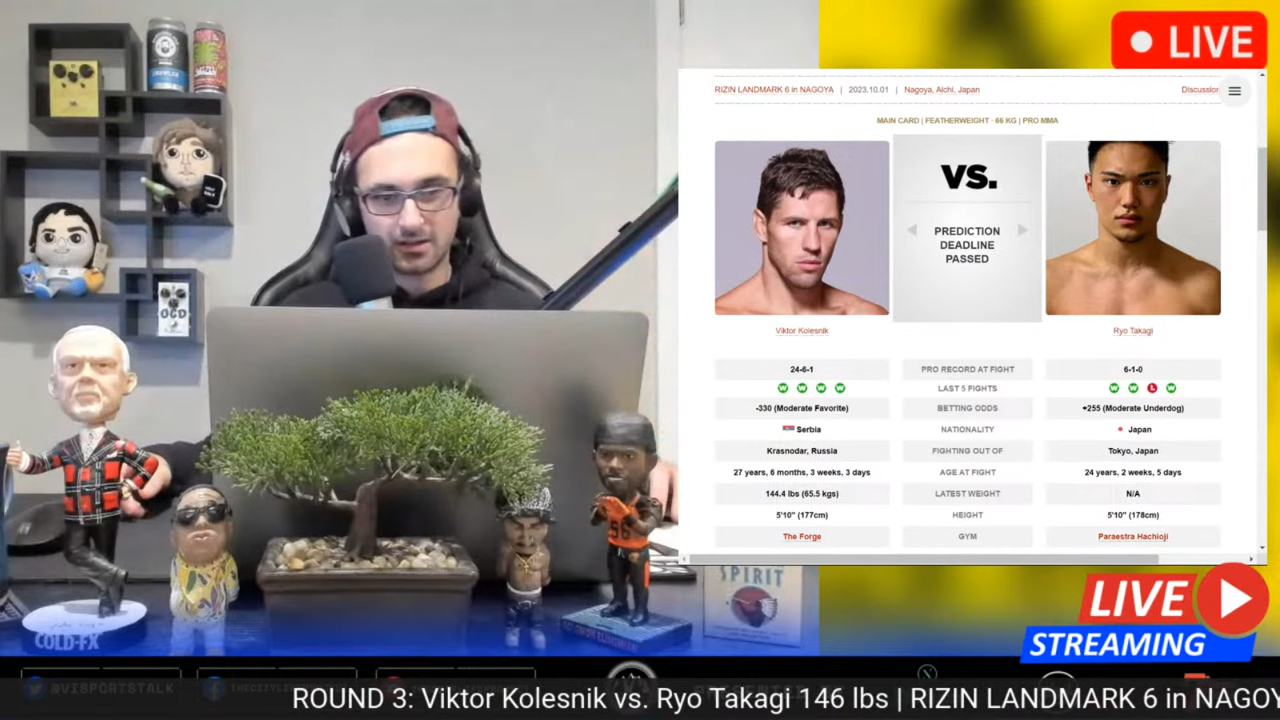 LIVE
RIZIN LANDMARK 6 in NAGOYA | 2023.10.01 | Nagoya, Aichi, Japan
MAIN CARD | FEATHERWEIGHT · 66 KG | PRO MMA
VS.
PREDICTION
DEADLINE
PASSED
Viktor Kolesnik Ryo Takagi
24-6-1 PRO RECORD AT FIGHT 6-1-0
W W W W LAST 5 FIGHTS W W L W
-330 (Moderate Favorite) BETTING ODDS +255 (Moderate Underdog)
Serbia NATIONALITY Japan
Krasnodar, Russia FIGHTING OUT OF Tokyo, Japan
27 years, 6 months, 3 weeks, 3 days AGE AT FIGHT 24 years, 2 weeks, 5 days
144.4 lbs (65.5 kgs) LATEST WEIGHT N/A
5'10" (177cm) HEIGHT 5'10" (178cm)
The Forge GYM Paraestra Hachioji
OCD
56
SPIRIT
COLD-FX
LIVE
STREAMING
@VISPORTSTALK
ROUND 3: Viktor Kolesnik vs. Ryo Takagi 146 lbs | RIZIN LANDMARK 6 in NAGOY